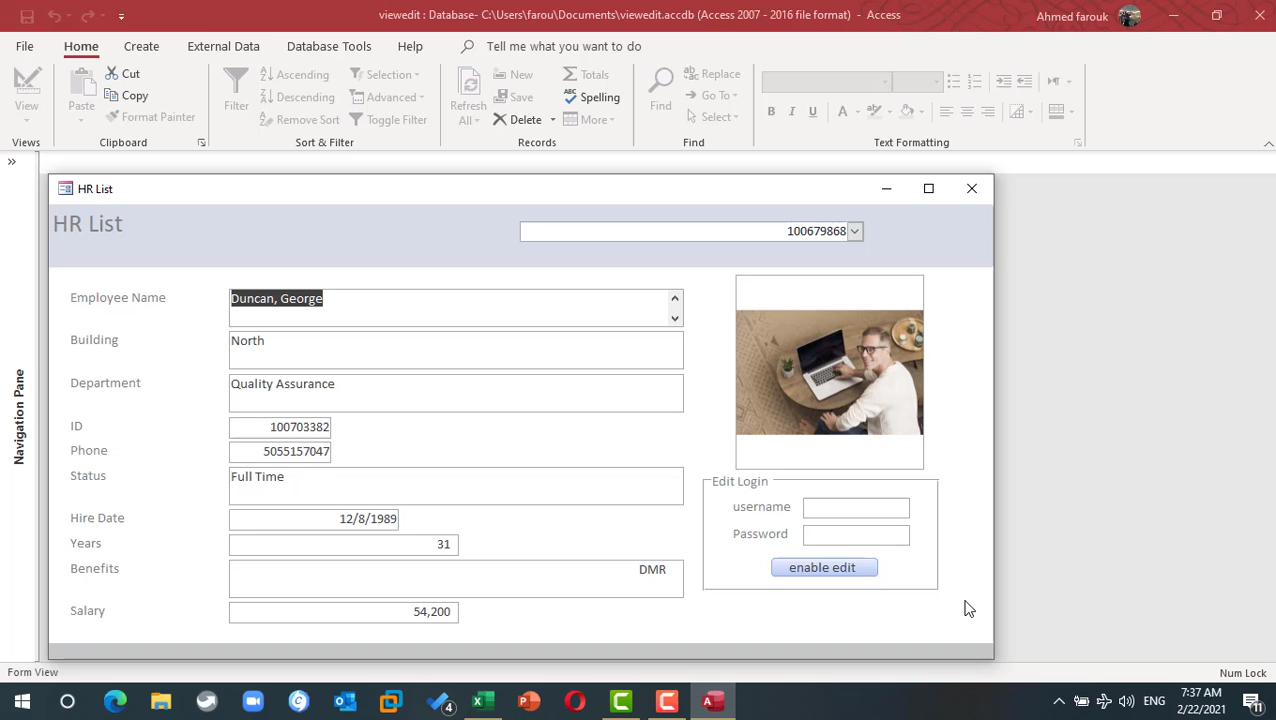 viewedit : Database- C:\Users\farou\Documents\viewedit.accdb (Access 2007 - 2016 file format) - Access
Ahmed farouk
File Home Create External Data Database Tools Help Tell me what you want to do
View
Views
Paste
Cut
Copy
Format Painter
Clipboard
Filter
Ascending
Descending
Remove Sort
Selection
Advanced
Toggle Filter
Sort & Filter
Refresh
All
New
Save
Delete
Totals
Spelling
More
Records
Find
Replace
Go To
Select
Find
B I U A
Text Formatting
Navigation Pane
HR List
HR List
100679868
Employee Name Duncan, George
Building North
Department Quality Assurance
ID 100703382
Phone 5055157047
Status Full Time
Hire Date 12/8/1989
Years 31
Benefits DMR
Salary 54,200
Edit Login
username
Password
enable edit
Form View
Num Lock
4
ENG
7:37 AM
2/22/2021
11